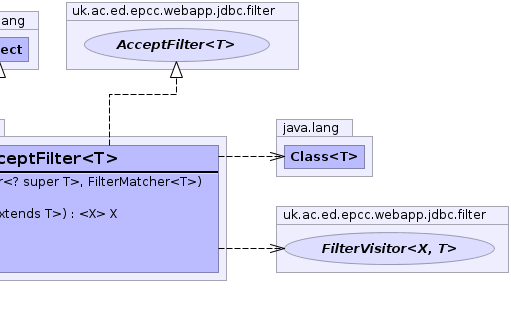 uk.ac.ed.epcc.webapp.jdbc.filter
AcceptFilter<T>
ang
ect
java.lang
Class<T>
ceptFilter<T>
r<? super T>, FilterMatcher<T>)
xtends T>) : <X> X
uk.ac.ed.epcc.webapp.jdbc.filter
FilterVisitor<X, T>